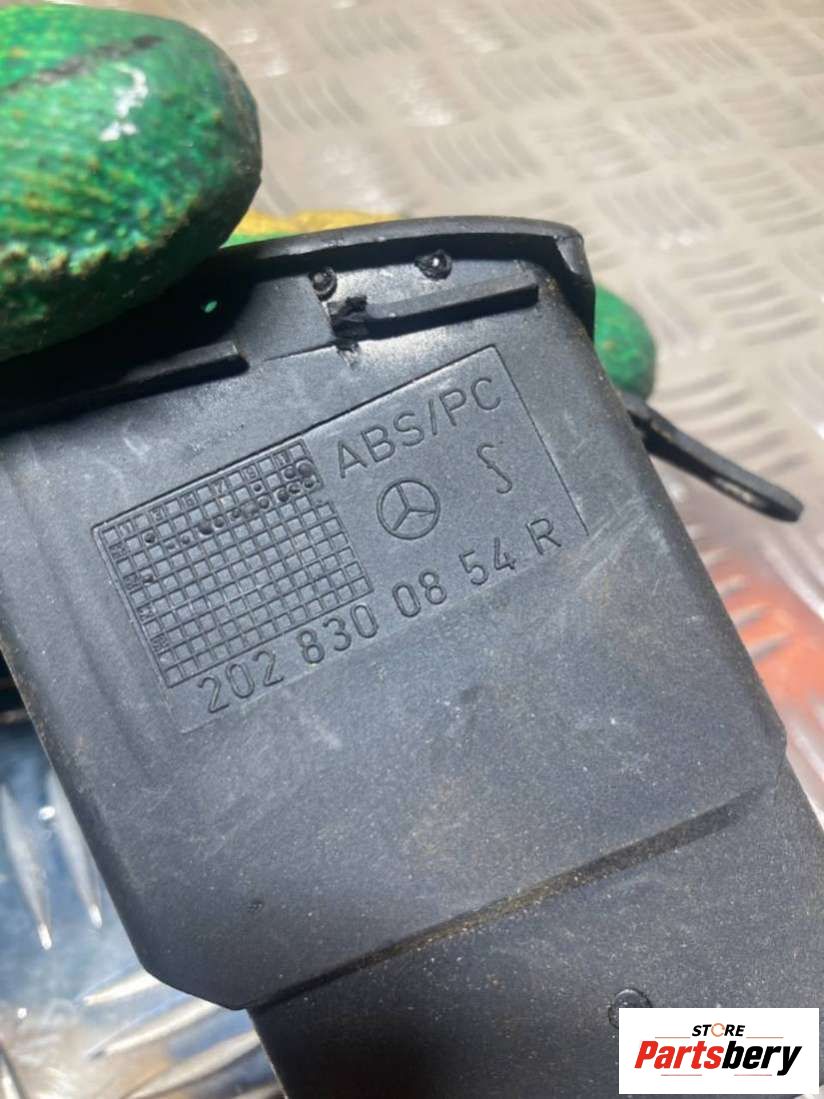 ABS/PC
202 830 08 54 R
STORE
Partsbery